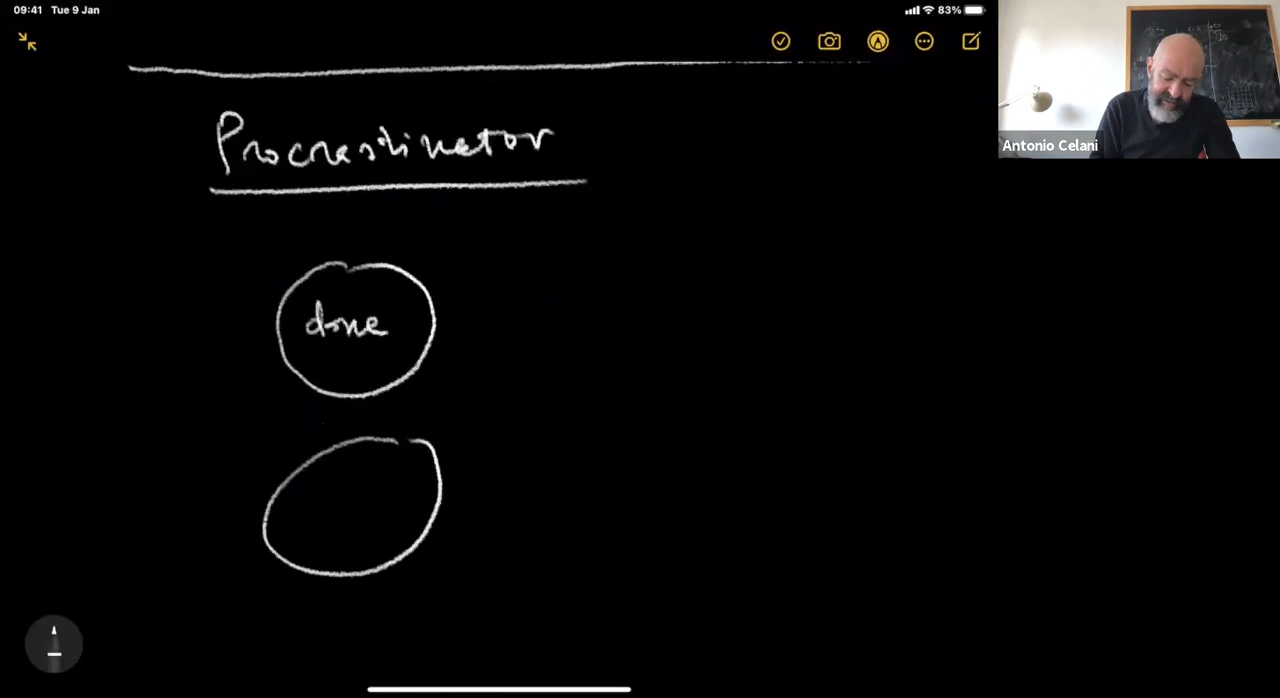 09:41 Tue 9 Jan 83%
Procrastinator
done
Antonio Celani